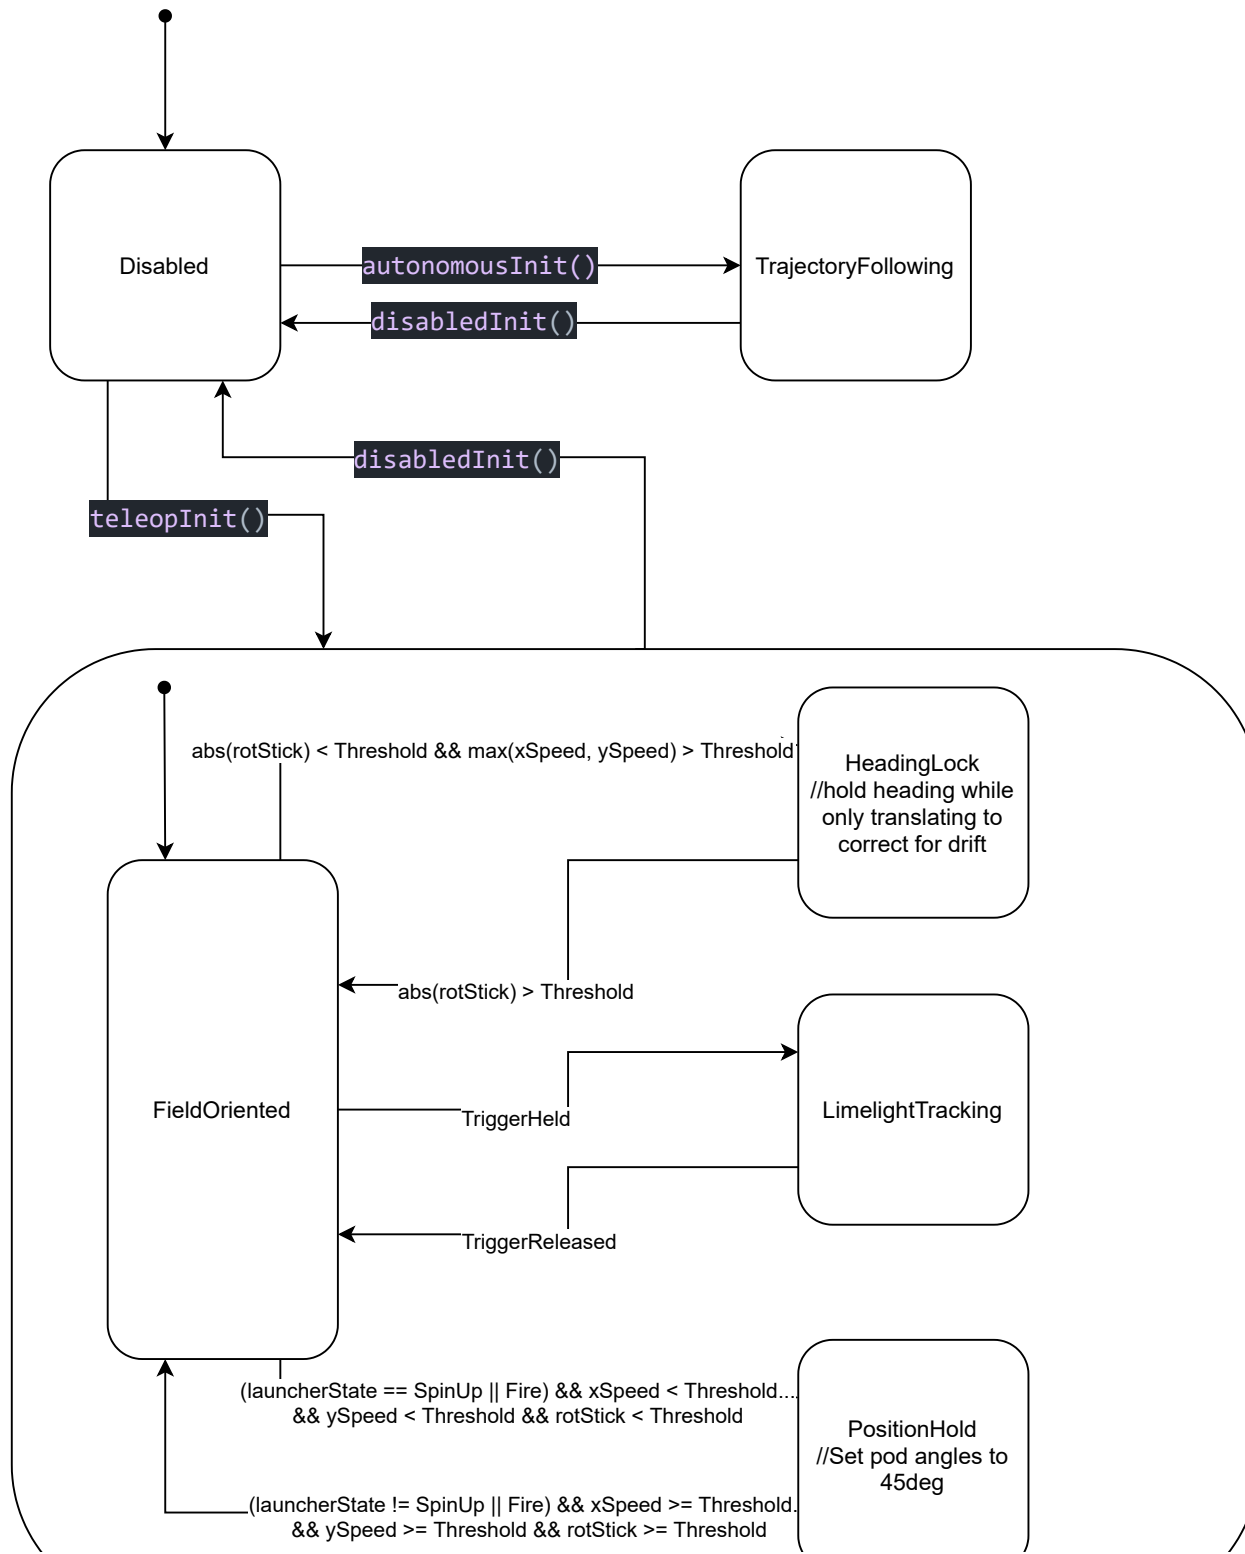 Disabled
autonomousInit()
TrajectoryFollowing
disabledInit()
disabledInit()
teleopInit()
abs(rotStick) < Threshold && max(xSpeed, ySpeed) > Threshold
HeadingLock
//hold heading while
only translating to
correct for drift
abs(rotStick) > Threshold
FieldOriented
TriggerHeld
LimelightTracking
TriggerReleased
(launcherState == SpinUp || Fire) && xSpeed < Threshold...
&& ySpeed < Threshold && rotStick < Threshold
PositionHold
//Set pod angles to
45deg
(launcherState != SpinUp || Fire) && xSpeed >= Threshold.
&& ySpeed >= Threshold && rotStick >= Threshold